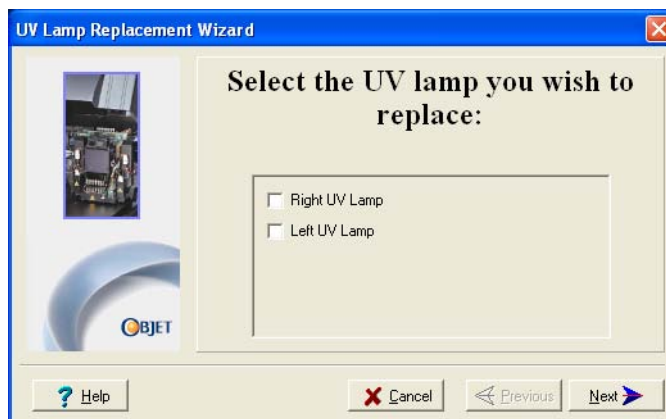 UV Lamp Replacement Wizard
Select the UV lamp you wish to
replace:
Right UV Lamp
Left UV Lamp
OBJET
Help
Cancel
Previous
Next